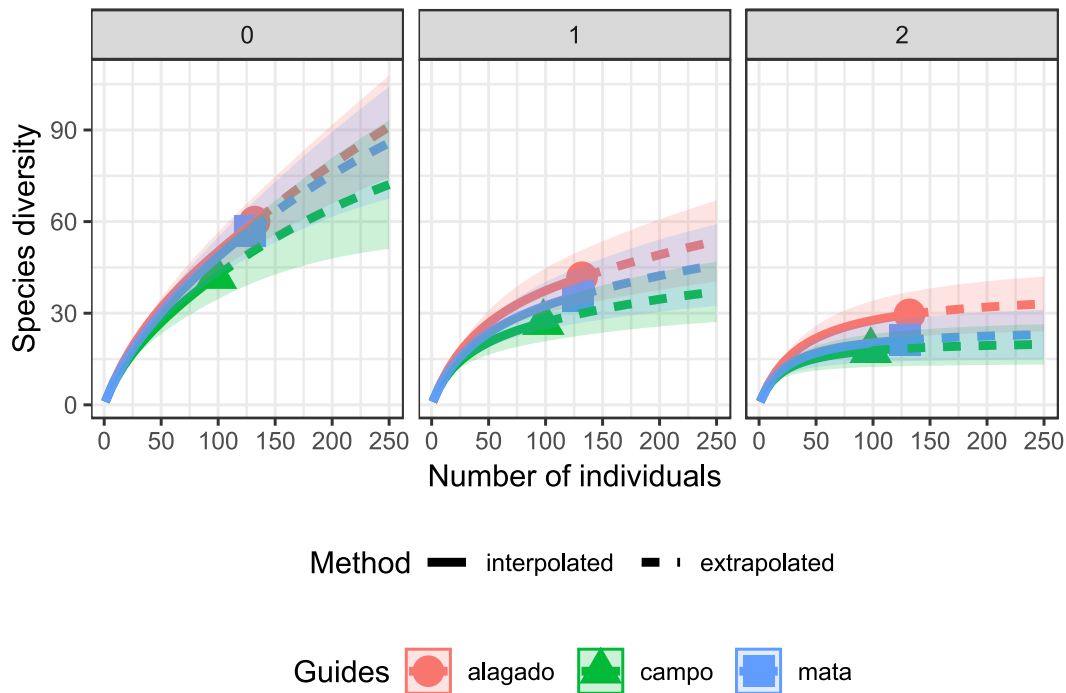 0 1 2
Species diversity
90
60
30
0
0 50 100 150 200 250 0 50 100 150 200 250 0 50 100 150 200 250
Number of individuals
Method interpolated extrapolated
Guides alagado campo mata